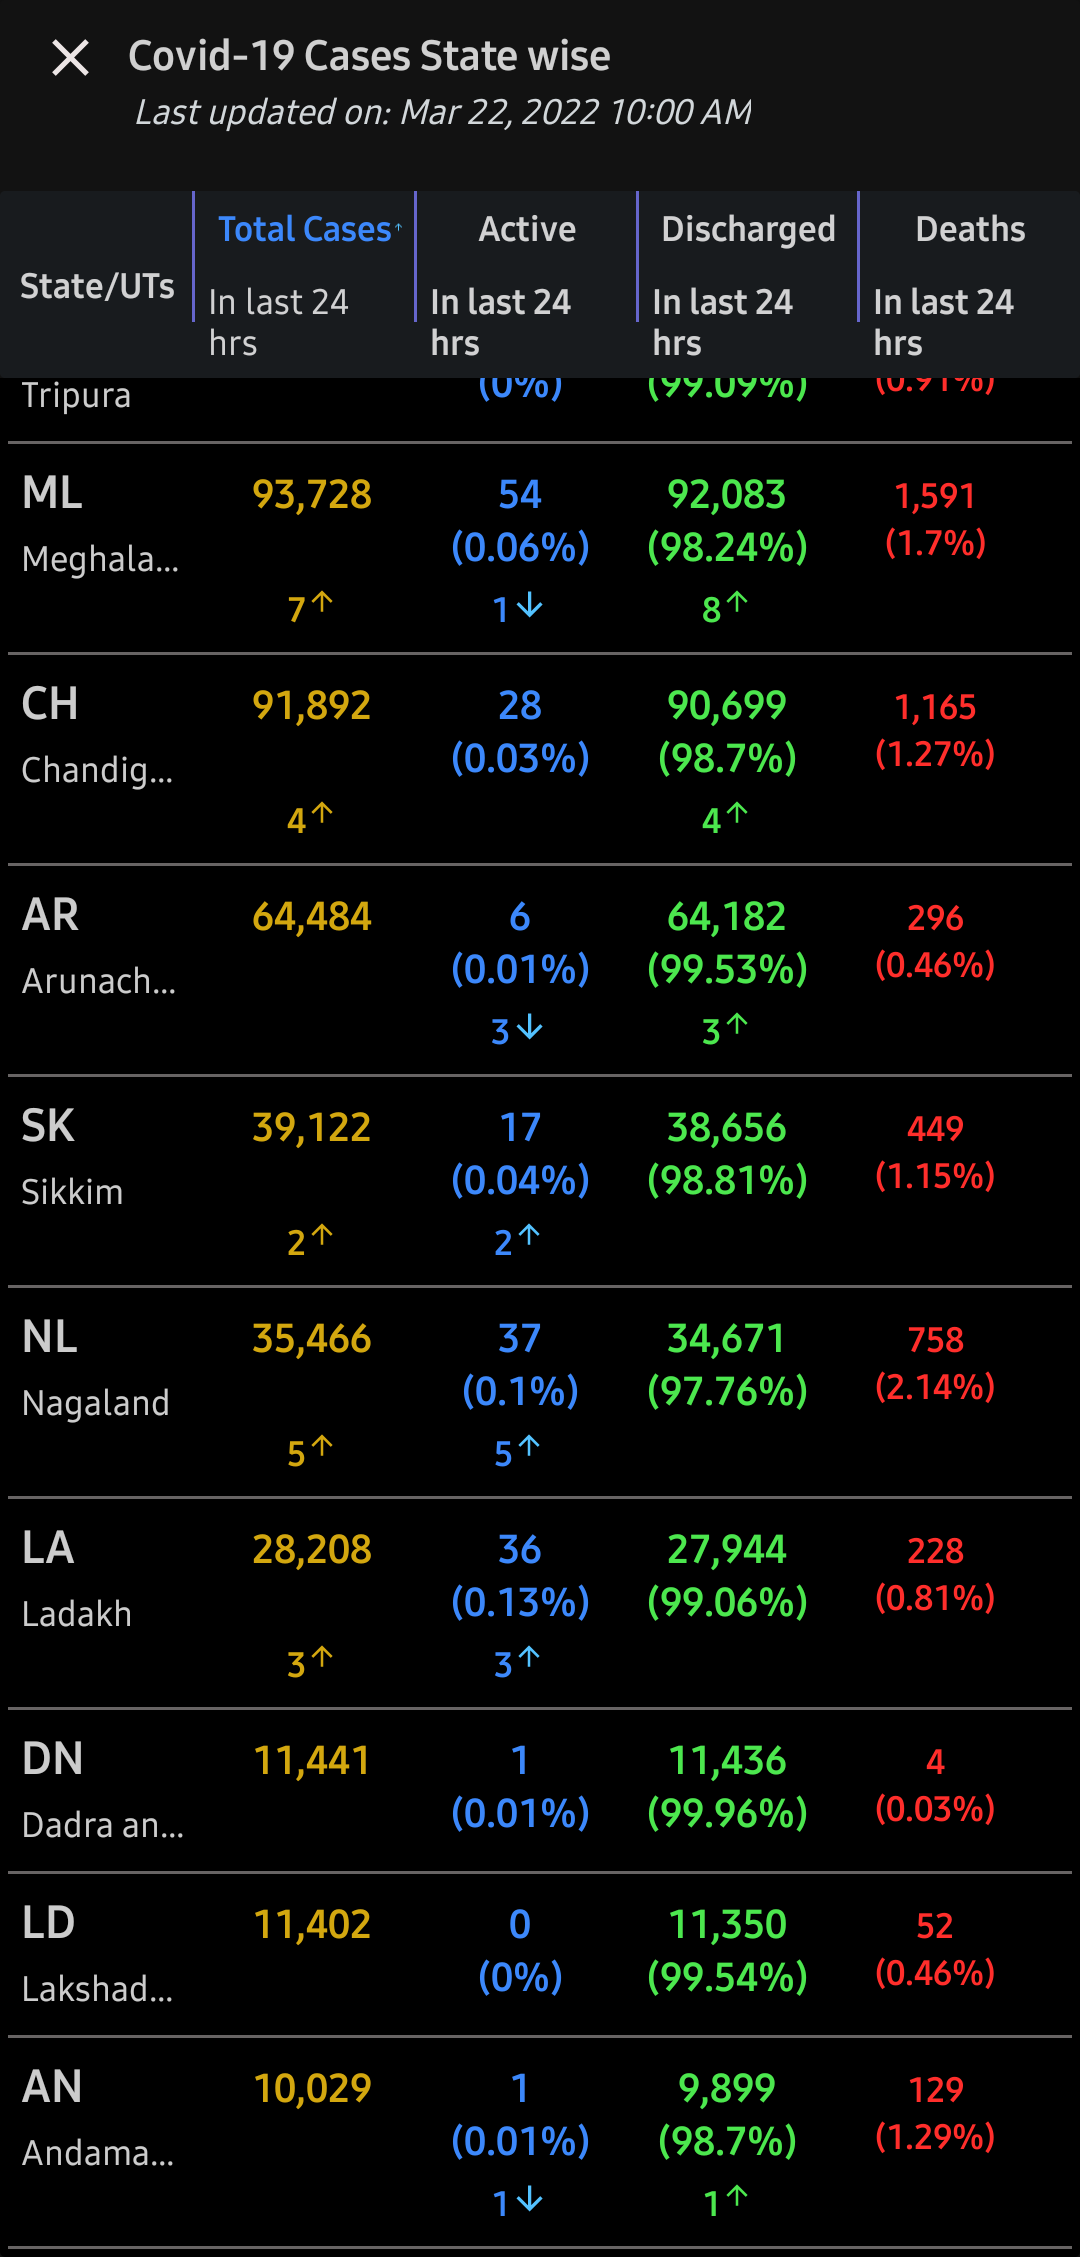 Covid-19 Cases State wise
Last updated on: Mar 22, 2022 10:00 AM
State/UTs
Total Cases↑
In last 24
hrs
Active
In last 24
hrs
Discharged
In last 24
hrs
Deaths
In last 24
hrs
Tripura (0%) (99.09%) (0.91%)
ML 93,728 54 92,083 1,591
Meghala... (0.06%) (98.24%) (1.7%)
7↑ 1↓ 8↑
CH 91,892 28 90,699 1,165
Chandig... (0.03%) (98.7%) (1.27%)
4↑ 4↑
AR 64,484 6 64,182 296
Arunach... (0.01%) (99.53%) (0.46%)
3↓ 3↑
SK 39,122 17 38,656 449
Sikkim (0.04%) (98.81%) (1.15%)
2↑ 2↑
NL 35,466 37 34,671 758
Nagaland (0.1%) (97.76%) (2.14%)
5↑ 5↑
LA 28,208 36 27,944 228
Ladakh (0.13%) (99.06%) (0.81%)
3↑ 3↑
DN 11,441 1 11,436 4
Dadra an... (0.01%) (99.96%) (0.03%)
LD 11,402 0 11,350 52
Lakshad... (0%) (99.54%) (0.46%)
AN 10,029 1 9,899 129
Andama... (0.01%) (98.7%) (1.29%)
1↓ 1↑